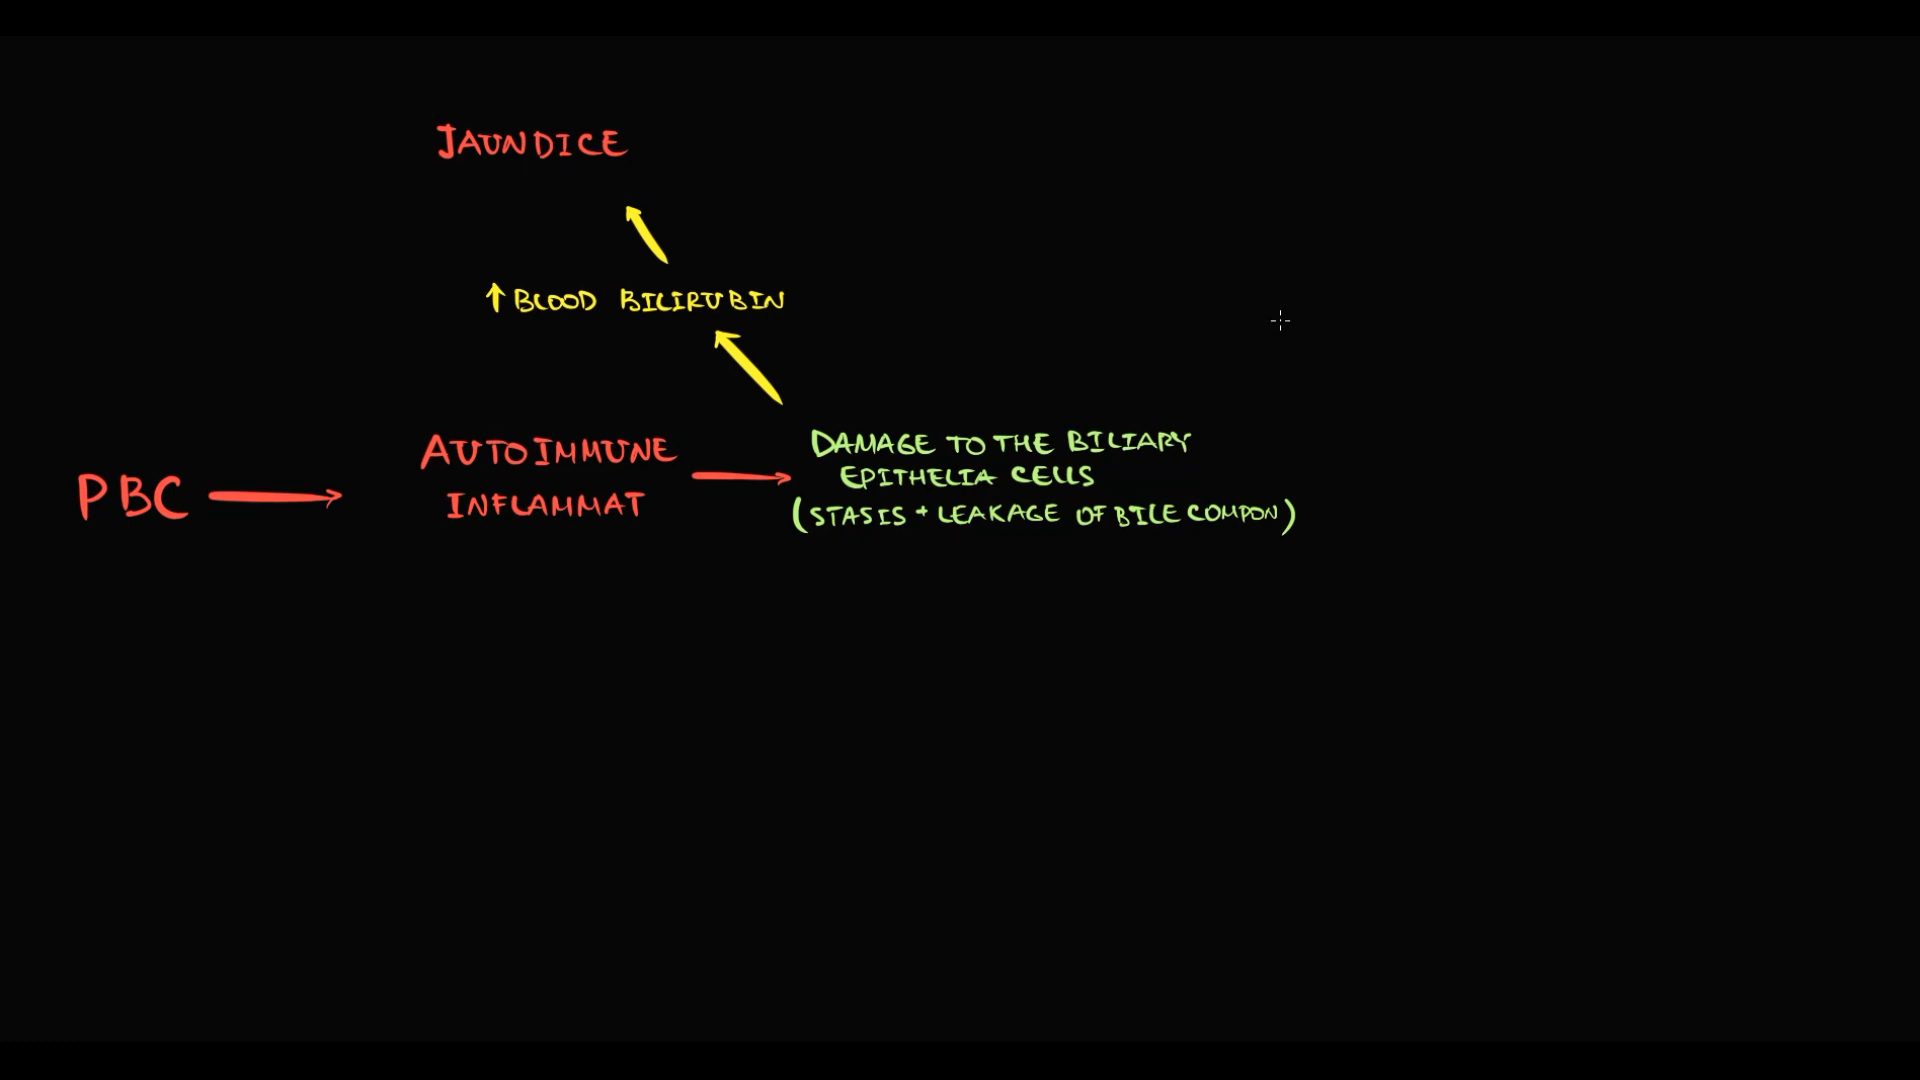 JAUNDICE
↑ BLOOD BILIRUBIN
PBC
AUTOIMMUNE
INFLAMMAT
DAMAGE TO THE BILIARY
EPITHELIA CELLS
(STASIS + LEAKAGE OF BILE COMPON)